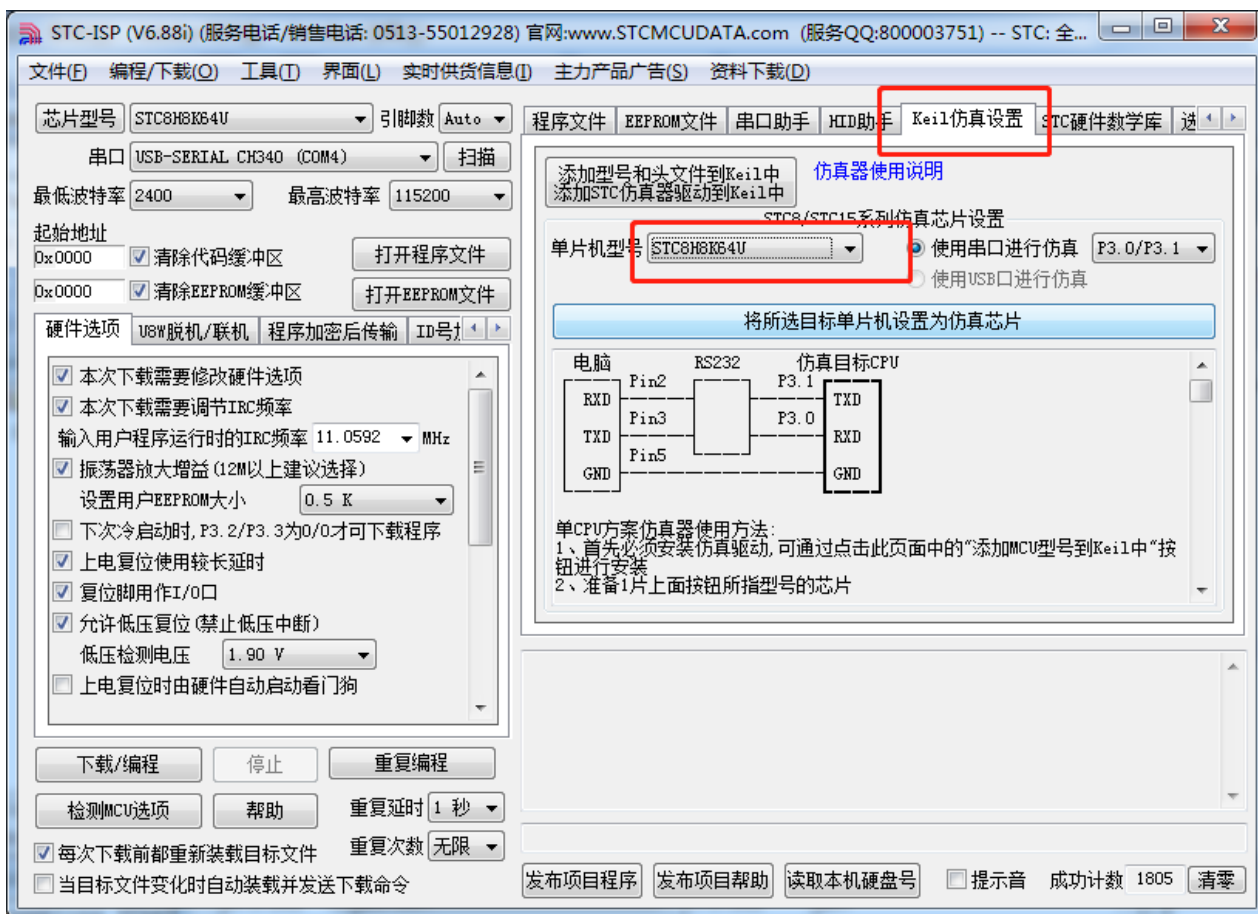 STC-ISP (V6.88i) (服务电话/销售电话: 0513-55012928) 官网:www.STCMCUDATA.com (服务QQ:800003751) -- STC: 全...
文件(F) 编程/下载(O) 工具(T) 界面(L) 实时供货信息(I) 主力产品广告(S) 资料下载(D)
芯片型号 STC8H8K64U 引脚数 Auto
串口 USB-SERIAL CH340 (COM4) 扫描
最低波特率 2400 最高波特率 115200
起始地址
0x0000 清除代码缓冲区 打开程序文件
0x0000 清除EEPROM缓冲区 打开EEPROM文件
硬件选项 U8W脱机/联机 程序加密后传输 ID号
本次下载需要修改硬件选项
本次下载需要调节IRC频率
输入用户程序运行时的IRC频率 11.0592 MHz
振荡器放大增益(12M以上建议选择)
设置用户EEPROM大小 0.5 K
下次冷启动时,P3.2/P3.3为0/0才可下载程序
上电复位使用较长延时
复位脚用作I/O口
允许低压复位(禁止低压中断)
低压检测电压 1.90 V
上电复位时由硬件自动启动看门狗
下载/编程 停止 重复编程
检测MCU选项 帮助 重复延时 1 秒
每次下载前都重新装载目标文件 重复次数 无限
当目标文件变化时自动装载并发送下载命令
程序文件 EEPROM文件 串口助手 HID助手 Keil仿真设置 STC硬件数学库 选
添加型号和头文件到Keil中
添加STC仿真器驱动到Keil中
仿真器使用说明
STC8/STC15系列仿真芯片设置
单片机型号 STC8H8K64U 使用串口进行仿真 P3.0/P3.1
使用USB口进行仿真
将所选目标单片机设置为仿真芯片
电脑 RS232 仿真目标CPU
RXD Pin2 P3.1 TXD
TXD Pin3 P3.0 RXD
GND Pin5 GND
单CPU方案仿真器使用方法:
1、首先必须安装仿真驱动,可通过点击此页面中的“添加MCU型号到Keil中“按
钮进行安装
2、准备1片上面按钮所指型号的芯片
发布项目程序 发布项目帮助 读取本机硬盘号 提示音 成功计数 1805 清零